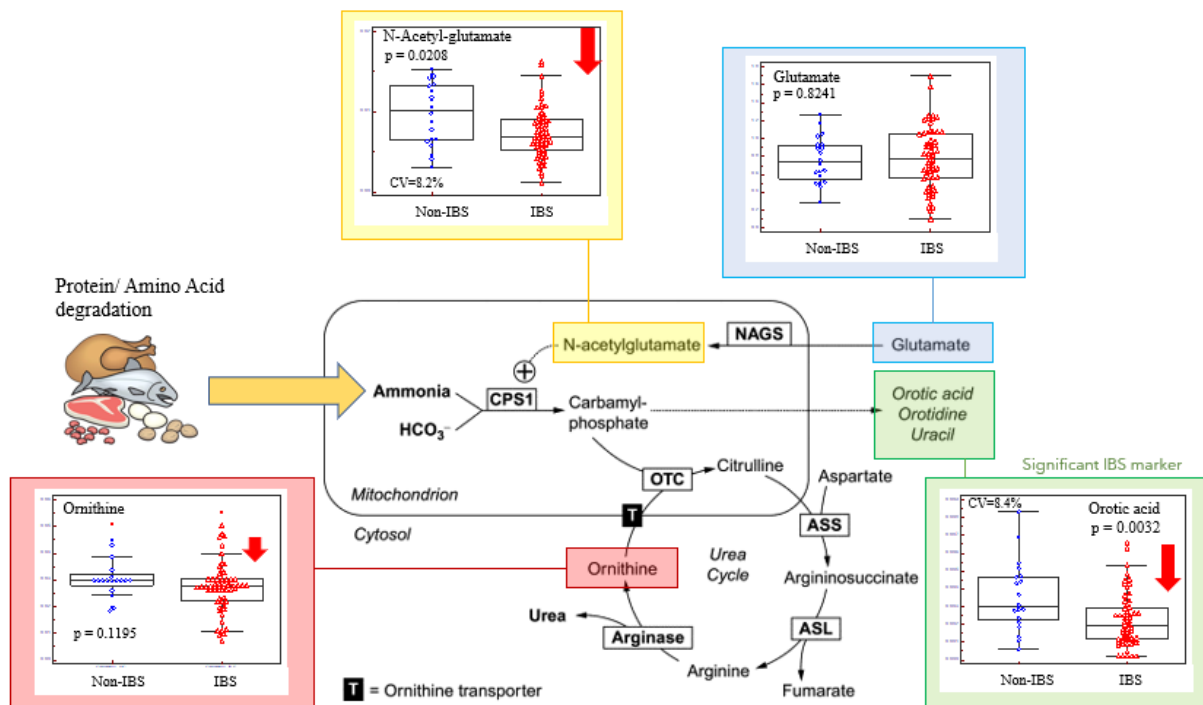 N-Acetyl-glutamate
p = 0.0208
CV=8.2%
Non-IBS IBS
Glutamate
p = 0.8241
Non-IBS IBS
Protein/ Amino Acid
degradation
N-acetylglutamate
NAGS
Glutamate
Ammonia
HCO₃⁻
+
CPS1
Carbamyl-
phosphate
Orotic acid
Orotidine
Uracil
Significant IBS marker
Mitochondrion
Cytosol
OTC
Citrulline
Aspartate
T
ASS
Ornithine
Urea
Cycle
Argininosuccinate
Urea
Arginase
ASL
Arginine
Fumarate
T = Ornithine transporter
Ornithine
p = 0.1195
Non-IBS IBS
CV=8.4%
Orotic acid
p = 0.0032
Non-IBS IBS